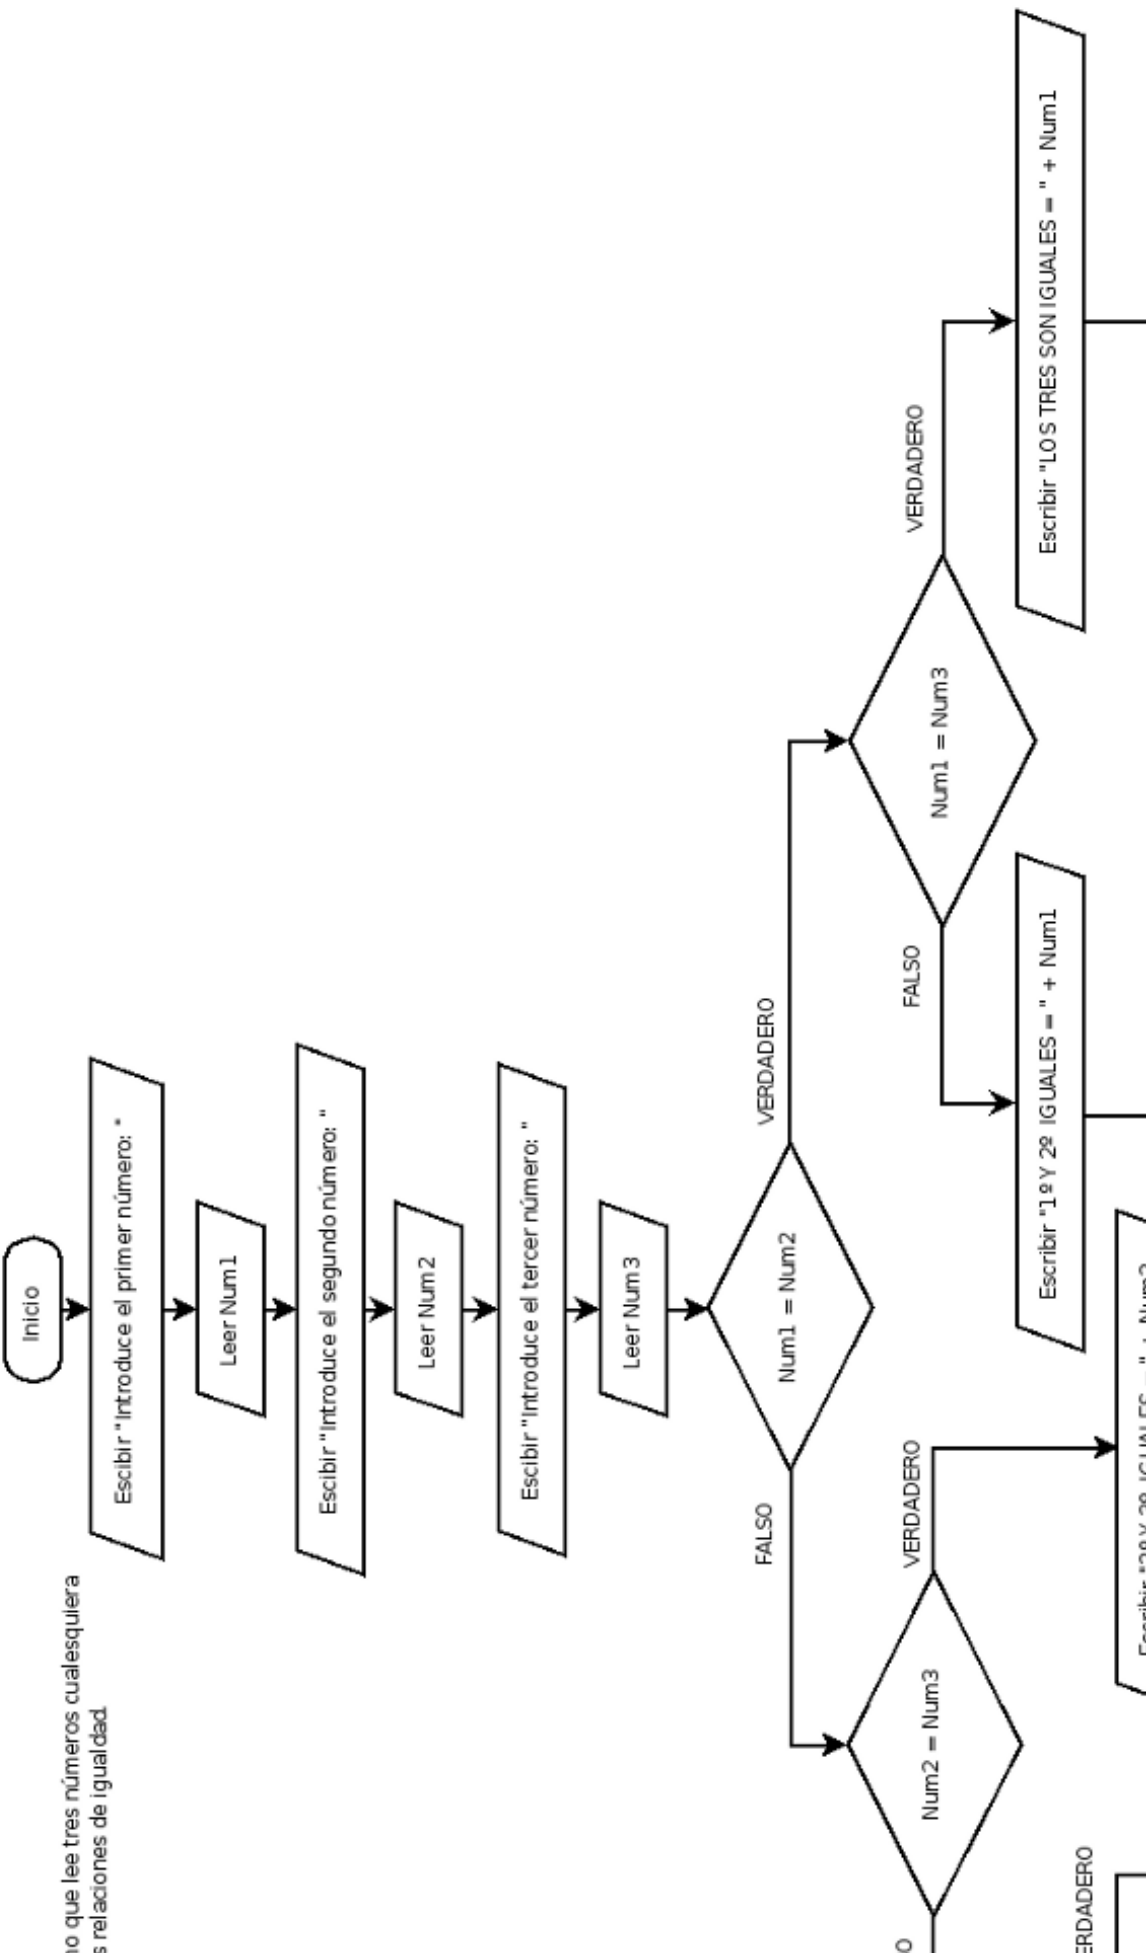 no que lee tres números cualesquiera
s relaciones de igualdad.
Inicio
Escibir "Introduce el primer número: "
Leer Num1
Escibir "Introduce el segundo número: "
Leer Num2
Escibir "Introduce el tercer número: "
Leer Num3
Num1 = Num2
FALSO
VERDADERO
Num2 = Num3
VERDADERO
Num1 = Num3
FALSO
VERDADERO
Escribir "1º Y 2º IGUALES = " + Num1
Escribir "LOS TRES SON IGUALES = " + Num1
O
ERDADERO